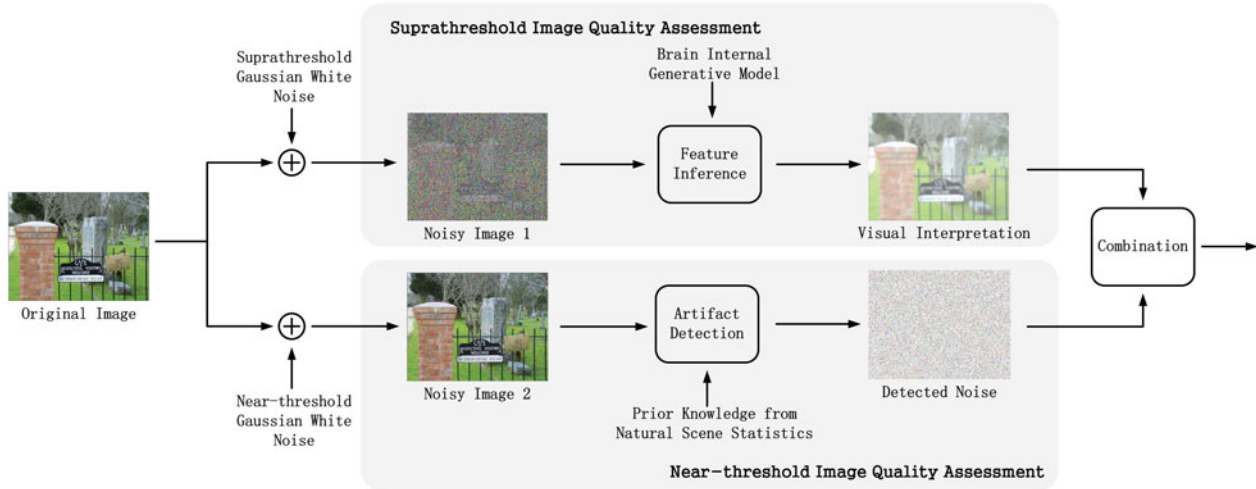 Suprathreshold Image Quality Assessment
Suprathreshold
Gaussian White
Noise
Brain Internal
Generative Model
Feature
Inference
Noisy Image 1
Visual Interpretation
Original Image
Combination
Artifact
Detection
Noisy Image 2
Detected Noise
Near-threshold
Gaussian White
Noise
Prior Knowledge from
Natural Scene Statistics
Near-threshold Image Quality Assessment